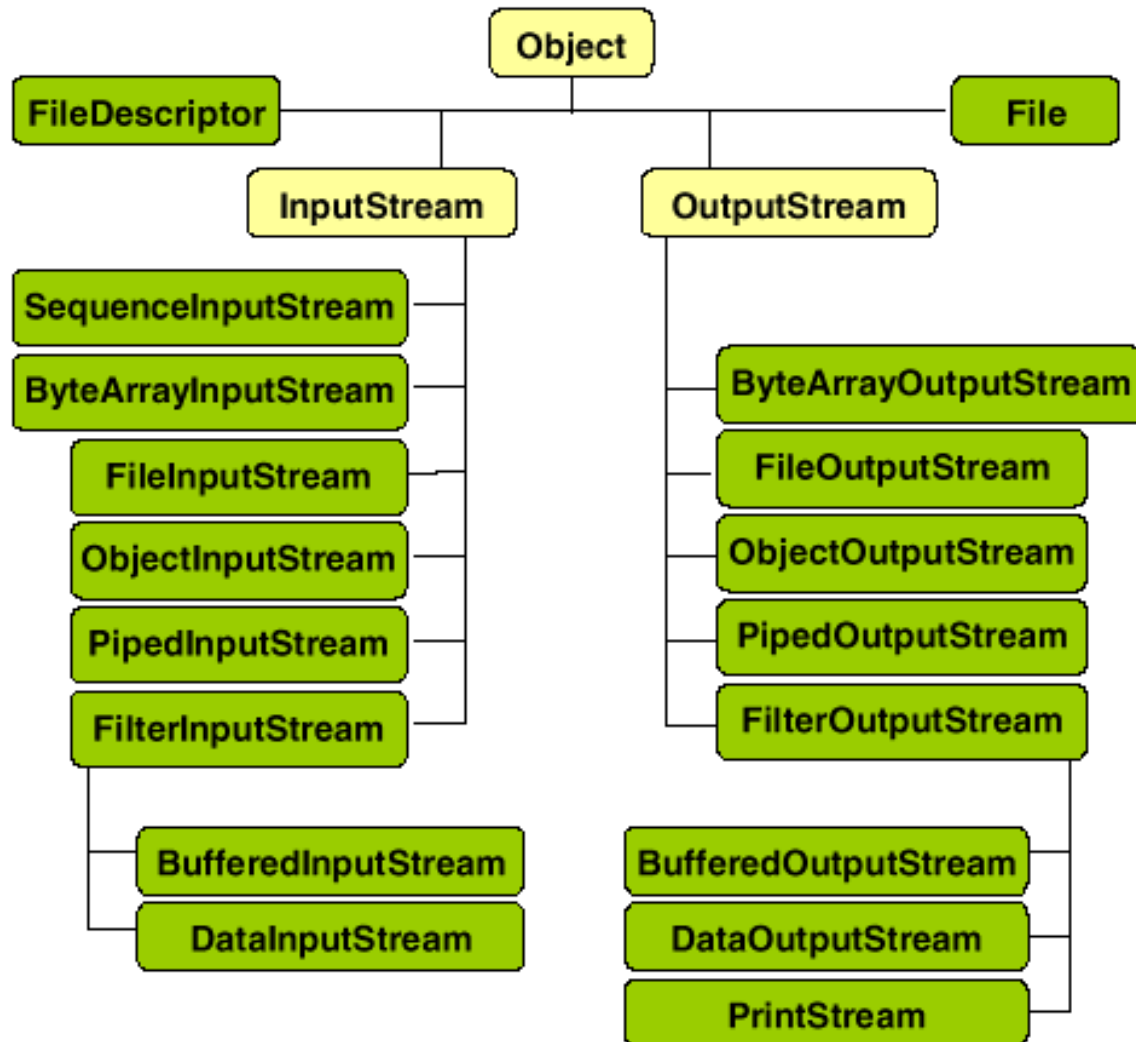 Object
FileDescriptor
File
InputStream
OutputStream
SequenceInputStream
ByteArrayInputStream
FileInputStream
ObjectInputStream
PipedInputStream
FilterInputStream
BufferedInputStream
DataInputStream
ByteArrayOutputStream
FileOutputStream
ObjectOutputStream
PipedOutputStream
FilterOutputStream
BufferedOutputStream
DataOutputStream
PrintStream